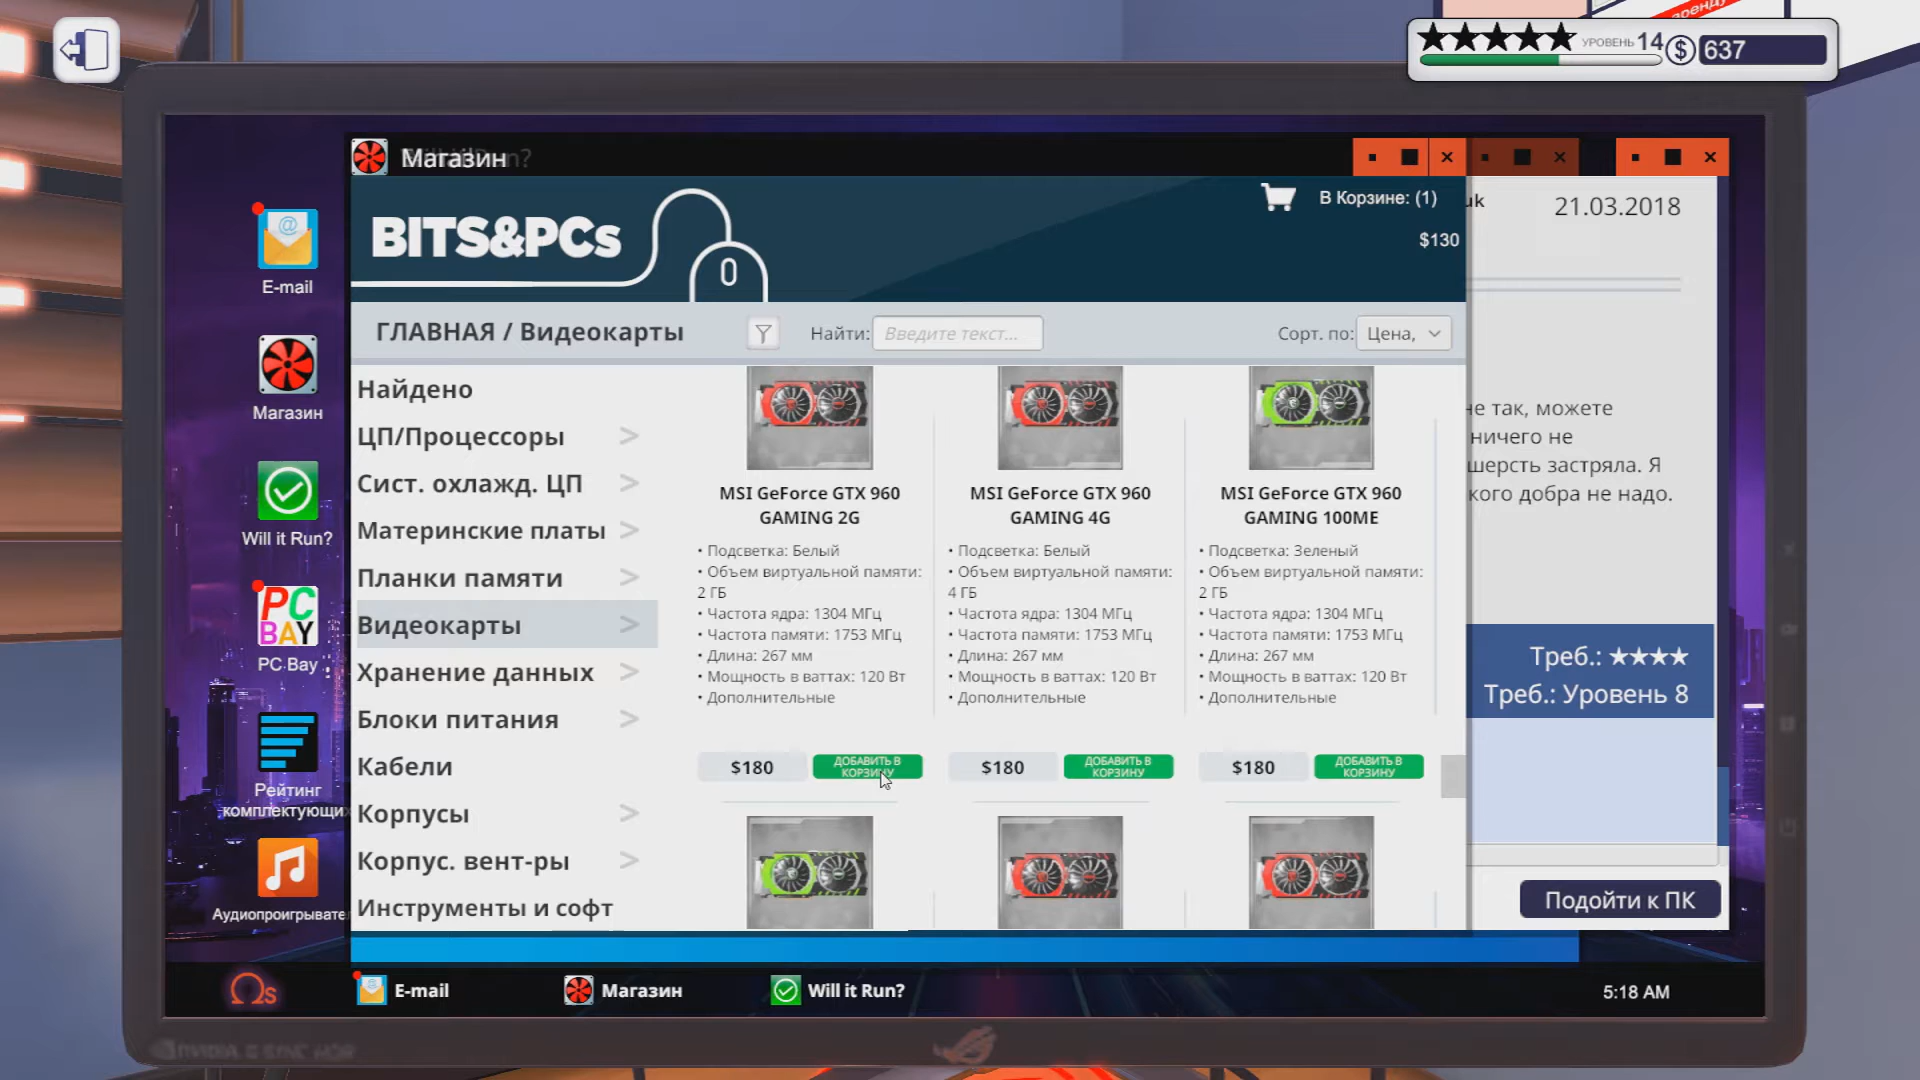 аренду
УРОВЕНЬ 14
$ 637
Магазин
BITS&PCs
В Корзине: (1)
$130
21.03.2018
ГЛАВНАЯ / Видеокарты
Найти:
Введите текст...
Сорт. по:
Цена,
E-mail
Магазин
Will it Run?
PC BAY
PC Bay
Рейтинг
комплектующих
Аудиопроигрывате
Найдено
ЦП/Процессоры
Сист. охлажд. ЦП
Материнские платы
Планки памяти
Видеокарты
Хранение данных
Блоки питания
Кабели
Корпусы
Корпус. вент-ры
Инструменты и софт
MSI GeForce GTX 960
GAMING 2G
• Подсветка: Белый
• Объем виртуальной памяти:
2 ГБ
• Частота ядра: 1304 МГц
• Частота памяти: 1753 МГц
• Длина: 267 мм
• Мощность в ваттах: 120 Вт
• Дополнительные
$180
ДОБАВИТЬ В
КОРЗИНУ
MSI GeForce GTX 960
GAMING 4G
• Подсветка: Белый
• Объем виртуальной памяти:
4 ГБ
• Частота ядра: 1304 МГц
• Частота памяти: 1753 МГц
• Длина: 267 мм
• Мощность в ваттах: 120 Вт
• Дополнительные
$180
ДОБАВИТЬ В
КОРЗИНУ
MSI GeForce GTX 960
GAMING 100ME
• Подсветка: Зеленый
• Объем виртуальной памяти:
2 ГБ
• Частота ядра: 1304 МГц
• Частота памяти: 1753 МГц
• Длина: 267 мм
• Мощность в ваттах: 120 Вт
• Дополнительные
$180
ДОБАВИТЬ В
КОРЗИНУ
uk
не так, можете
ничего не
шерсть застряла. Я
кого добра не надо.
Треб.: ★★★★
Треб.: Уровень 8
Подойти к ПК
Ωs
E-mail
Магазин
Will it Run?
5:18 AM